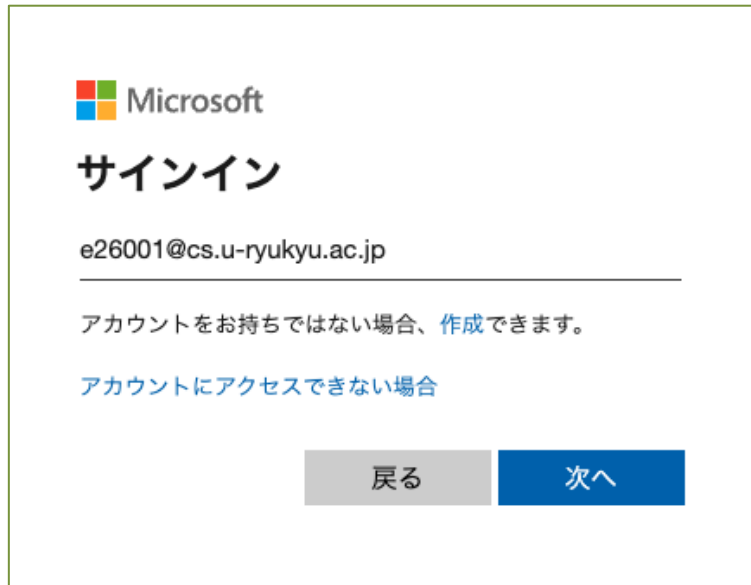 Microsoft
サインイン
e26001@cs.u-ryukyu.ac.jp
アカウントをお持ちではない場合、作成できます。
アカウントにアクセスできない場合
戻る
次へ